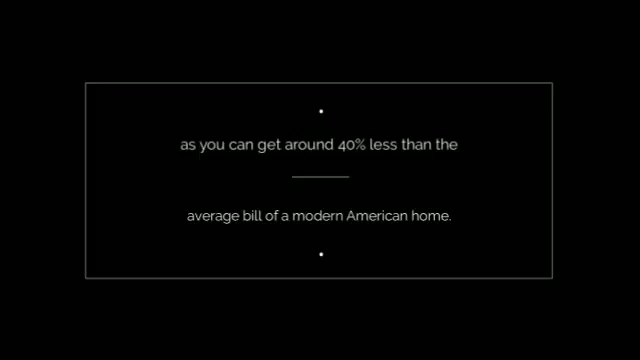 as you can get around 40% less than the
average bill of a modern American home.